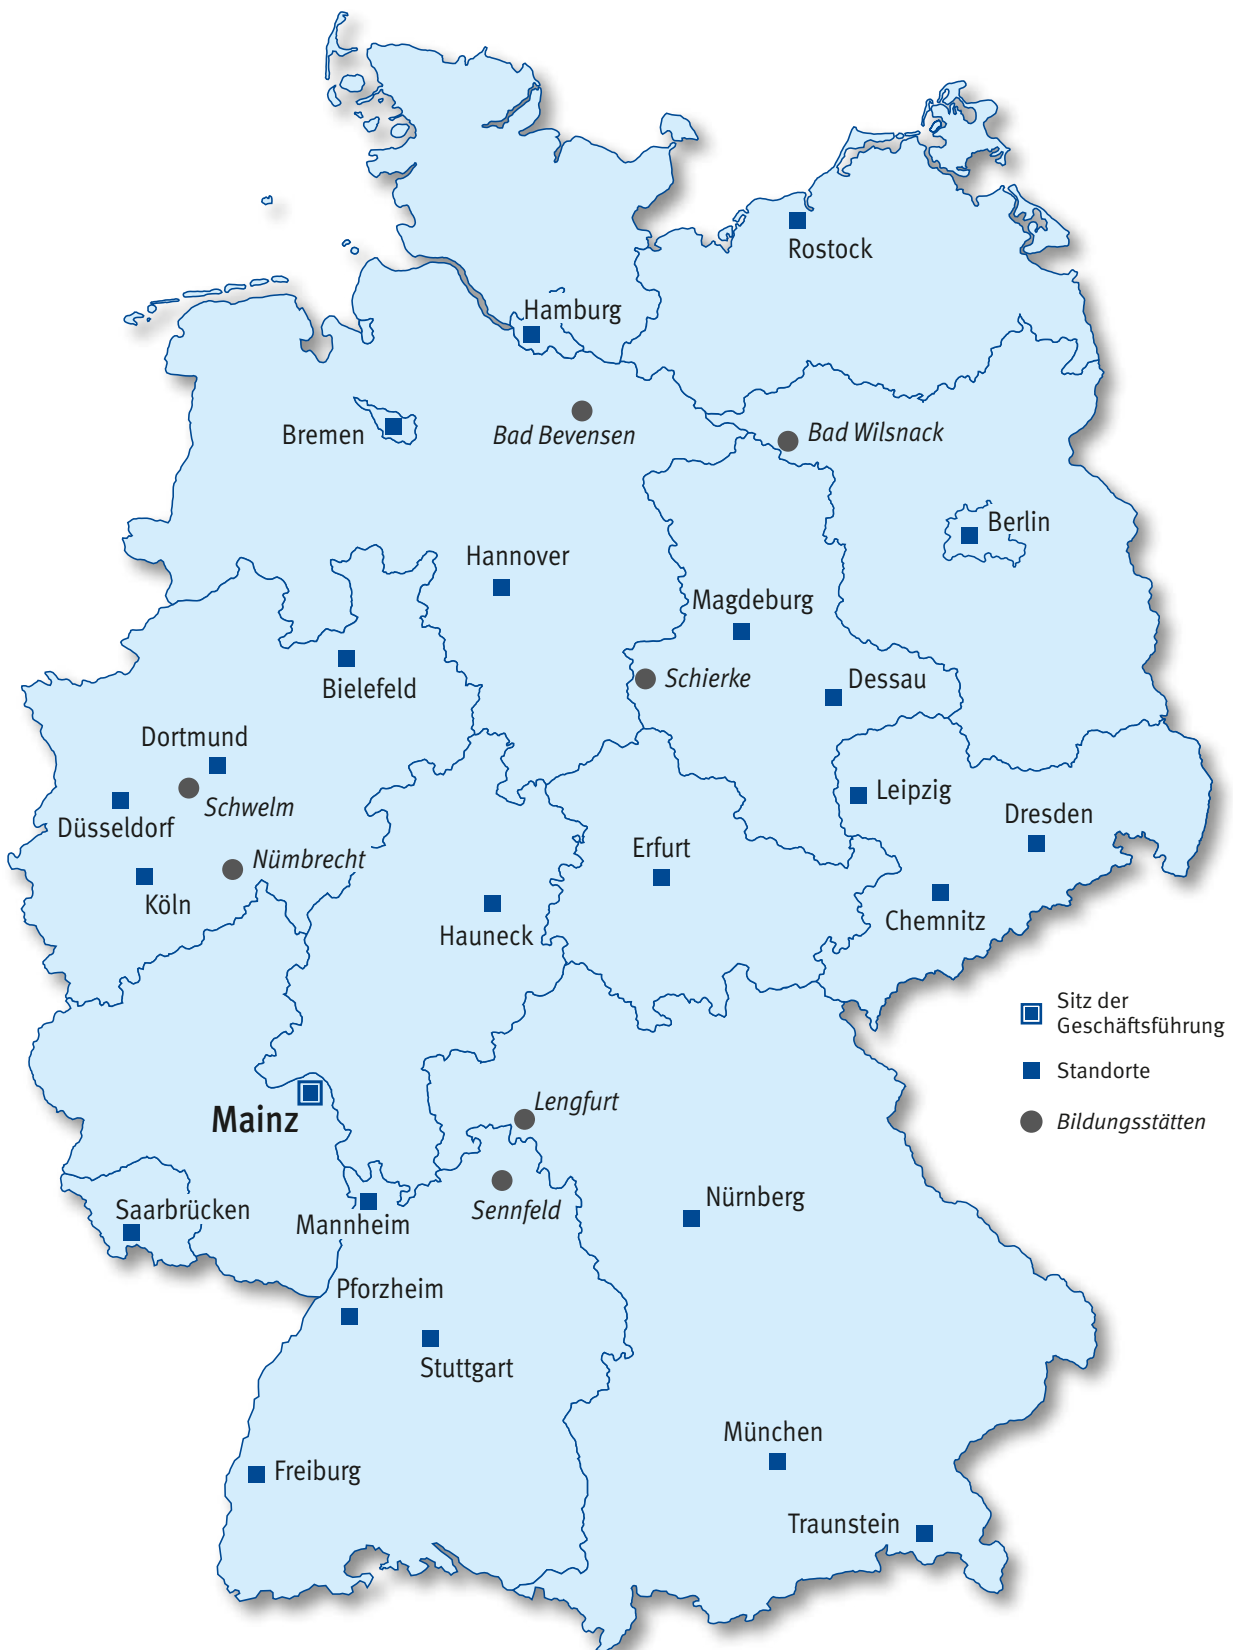 Rostock
Hamburg
Bremen
Bad Bevensen
Bad Wilsnack
Berlin
Hannover
Magdeburg
Bielefeld
Schierke
Dessau
Dortmund
Schwelm
Düsseldorf
Leipzig
Dresden
Nümbrecht
Erfurt
Köln
Hauneck
Chemnitz
Sitz der
Geschäftsführung
Standorte
Bildungsstätten
Lengfurt
Mainz
Saarbrücken
Mannheim
Sennfeld
Nürnberg
Pforzheim
Stuttgart
München
Freiburg
Traunstein